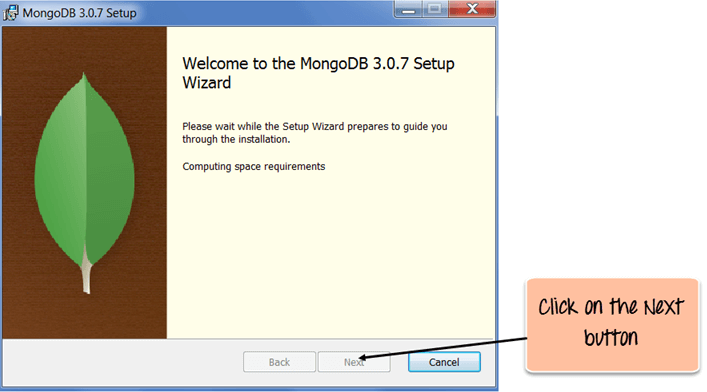 MongoDB 3.0.7 Setup
Welcome to the MongoDB 3.0.7 Setup
Wizard
Please wait while the Setup Wizard prepares to guide you
through the installation.
Computing space requirements
Click on the Next
button
Back
Next
Cancel